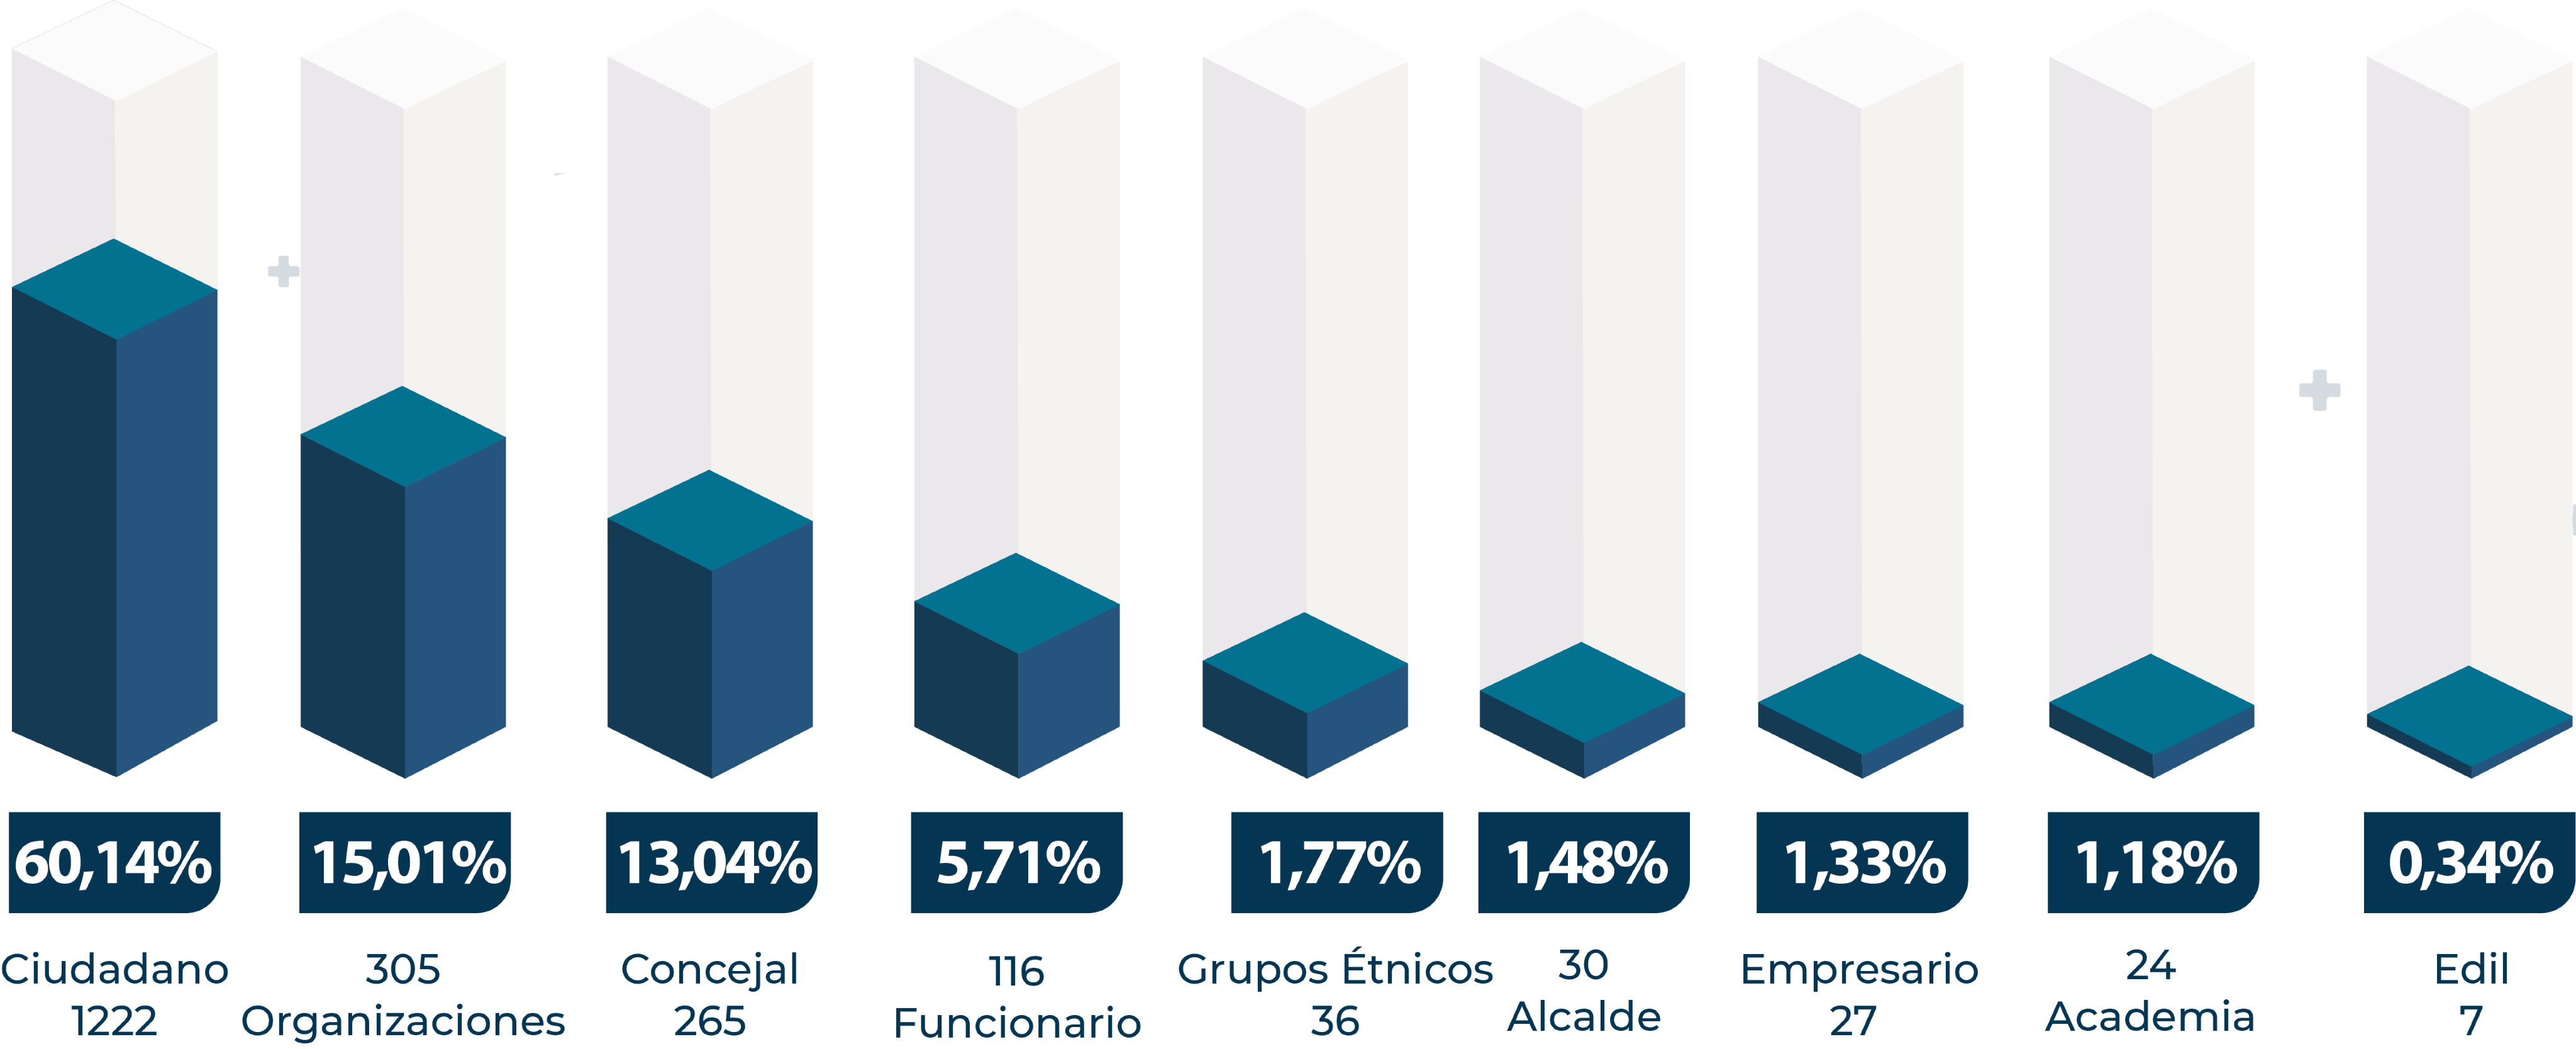 60,14%
Ciudadano
1222
15,01%
305
Organizaciones
13,04%
Concejal
265
5,71%
116
Funcionario
1,77%
Grupos Étnicos
36
1,48%
30
Alcalde
1,33%
Empresario
27
1,18%
24
Academia
0,34%
Edil
7